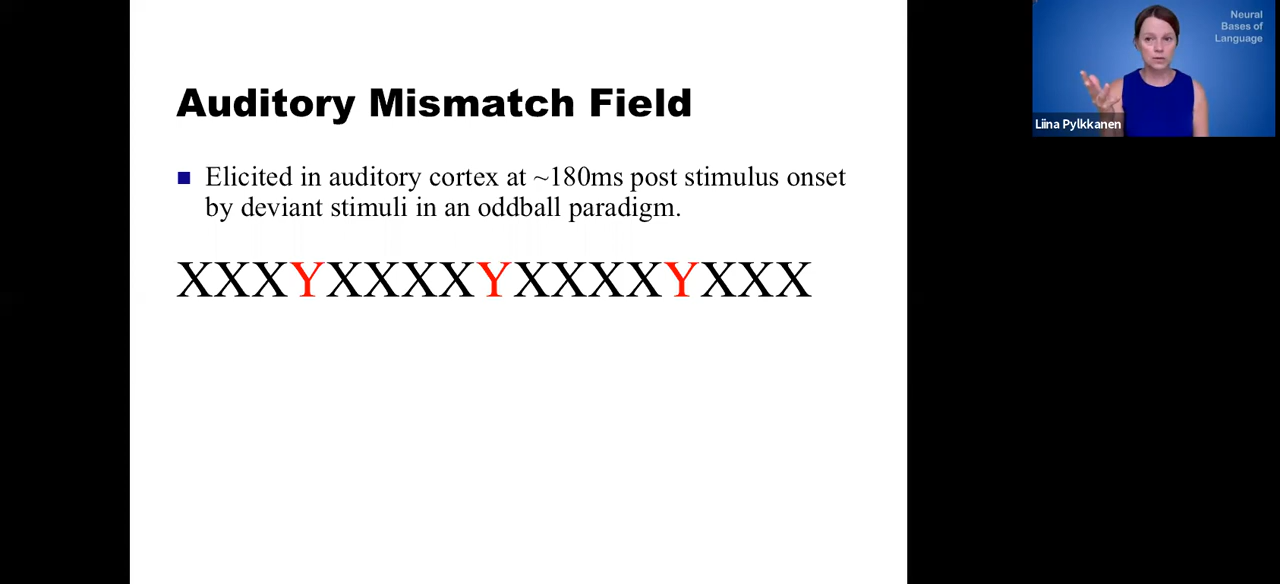 Auditory Mismatch Field
Elicited in auditory cortex at ~180ms post stimulus onset
by deviant stimuli in an oddball paradigm.
XXXYXXXXYXXXXYXXX
Neural
Bases of
Language
Liina Pylkkanen